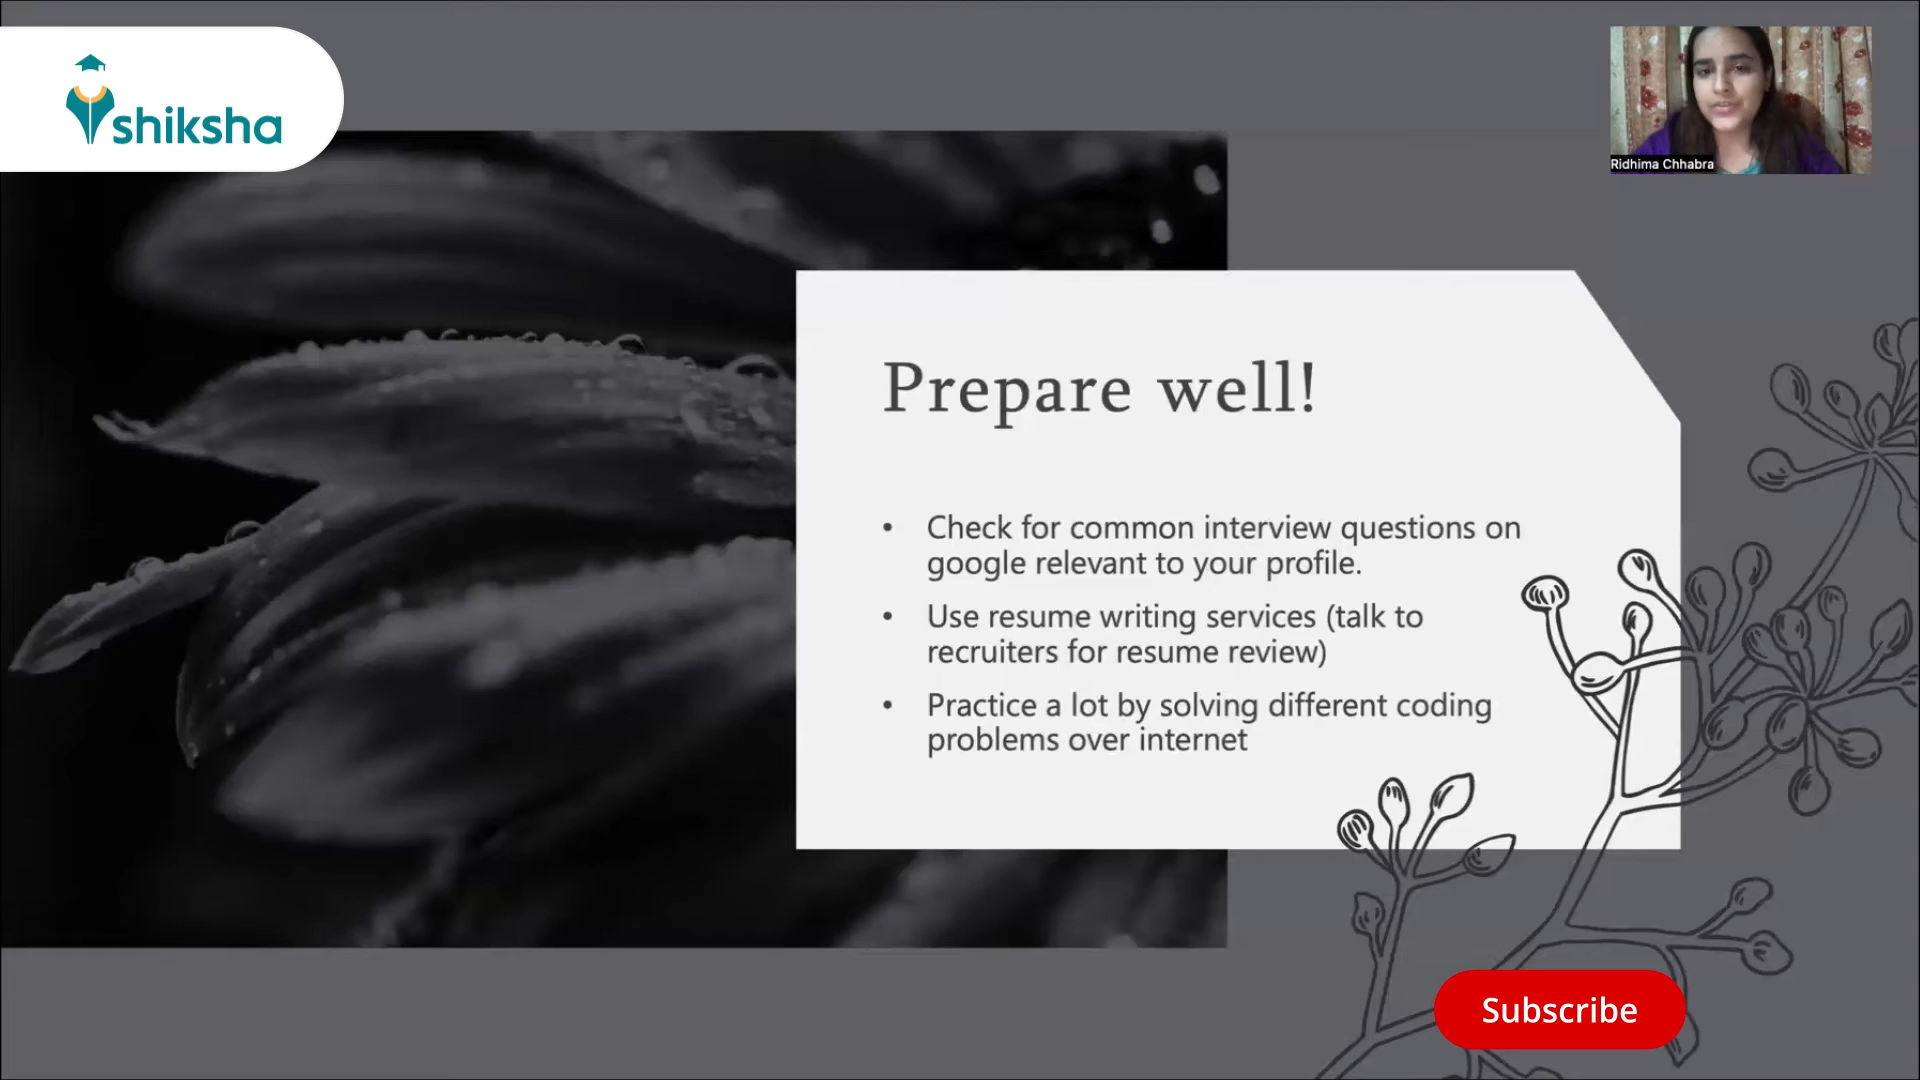 shiksha
Ridhima Chhabra
Prepare well!
• Check for common interview questions on
google relevant to your profile.
• Use resume writing services (talk to
recruiters for resume review)
• Practice a lot by solving different coding
problems over internet
Subscribe